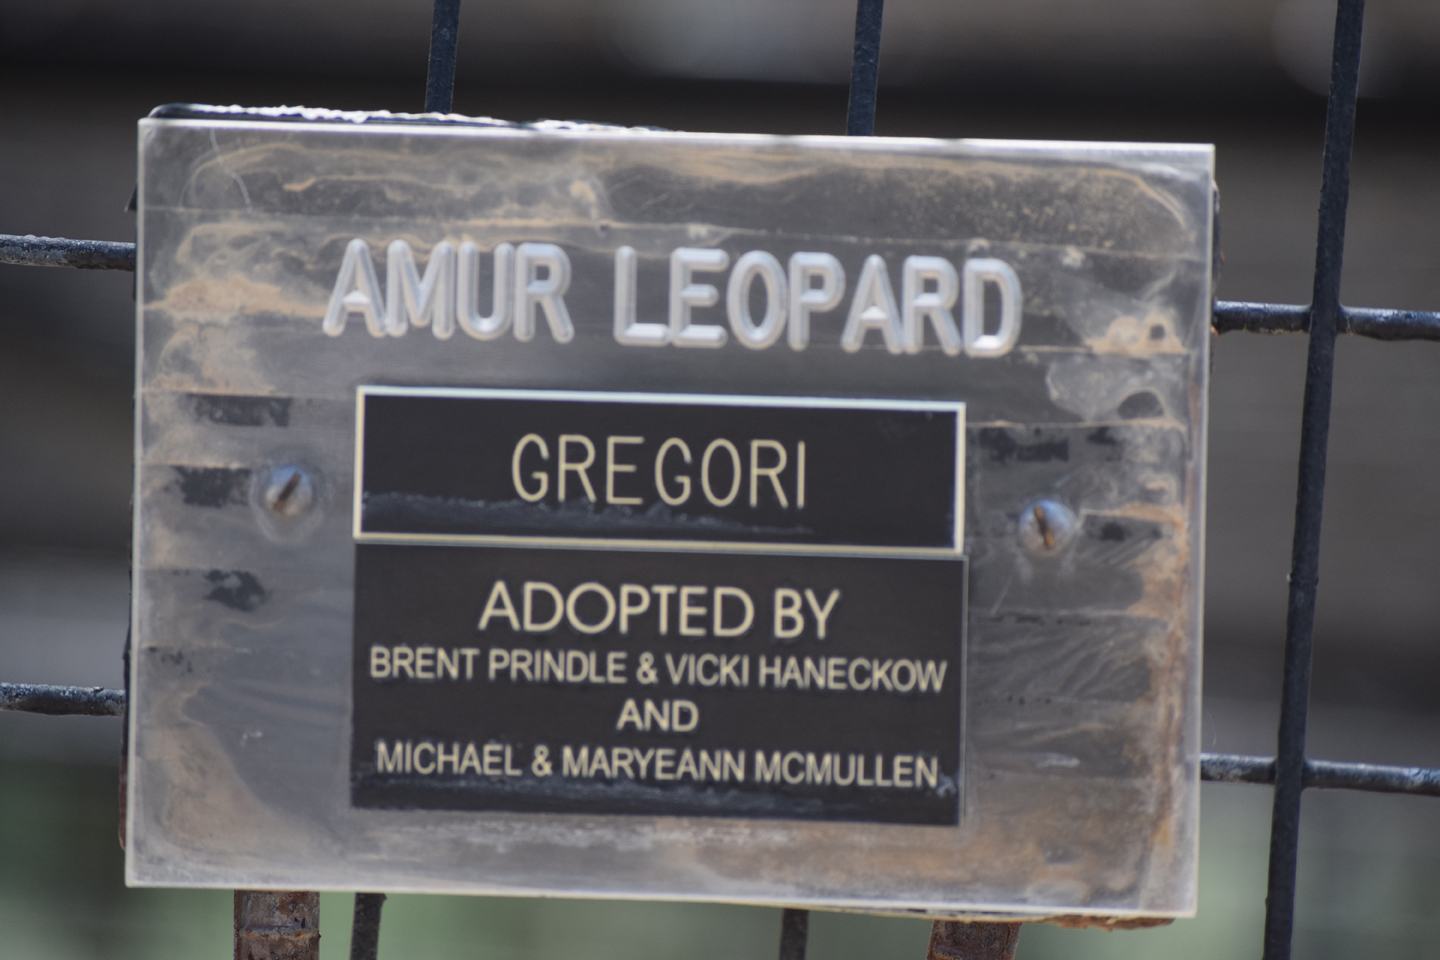 AMUR LEOPARD
GREGORI
ADOPTED BY
BRENT PRINDLE & VICKI HANECKOW
AND
MICHAEL & MARYEANN MCMULLEN